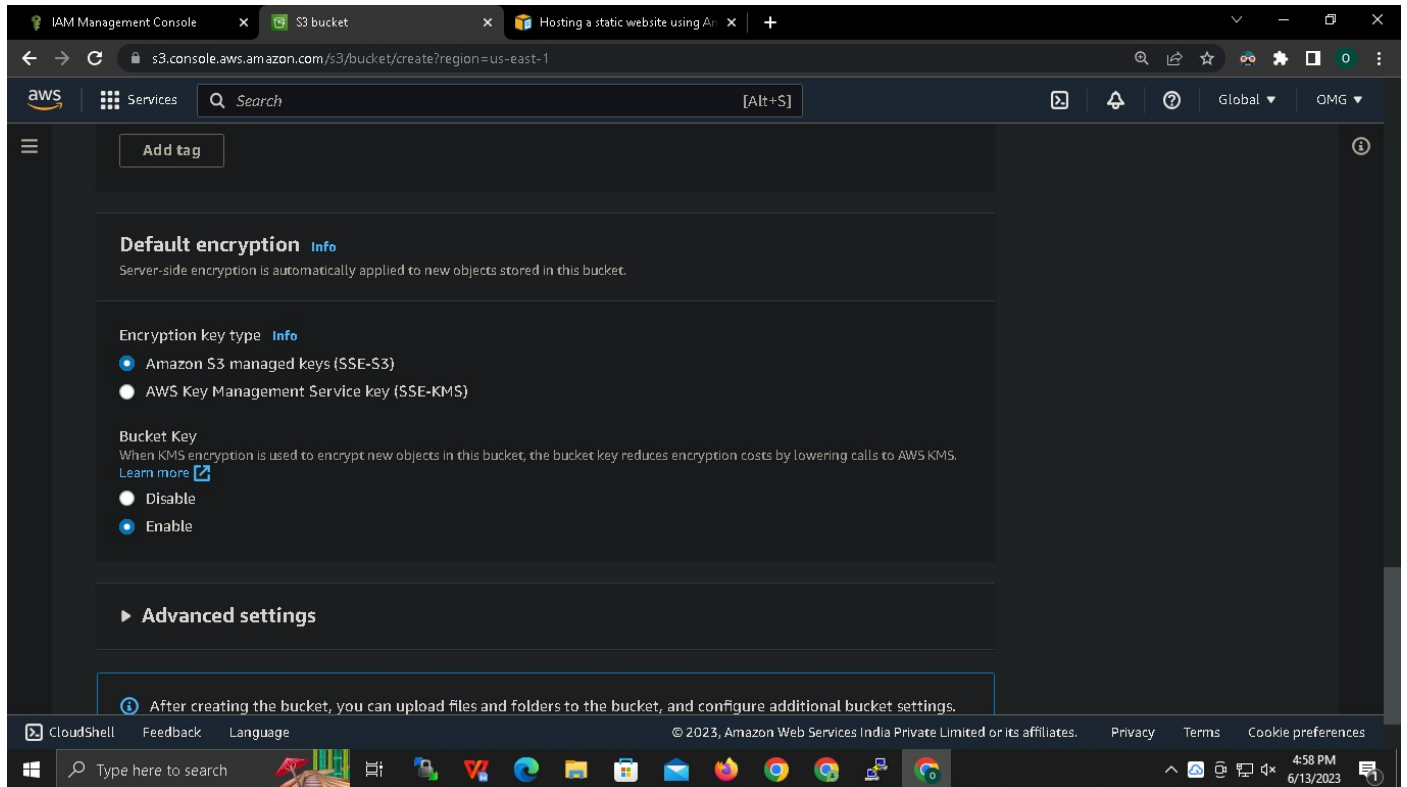 IAM Management Console
S3 bucket
Hosting a static website using An
s3.console.aws.amazon.com/s3/bucket/create?region=us-east-1
O
aws
Services
Search
[Alt+S]
Global
OMG
Add tag
Default encryption Info
Server-side encryption is automatically applied to new objects stored in this bucket.
Encryption key type Info
Amazon S3 managed keys (SSE-S3)
AWS Key Management Service key (SSE-KMS)
Bucket Key
When KMS encryption is used to encrypt new objects in this bucket, the bucket key reduces encryption costs by lowering calls to AWS KMS.
Learn more
Disable
Enable
Advanced settings
After creating the bucket, you can upload files and folders to the bucket, and configure additional bucket settings.
CloudShell Feedback Language © 2023, Amazon Web Services India Private Limited or its affiliates. Privacy Terms Cookie preferences
Type here to search
4:58 PM
6/13/2023
1